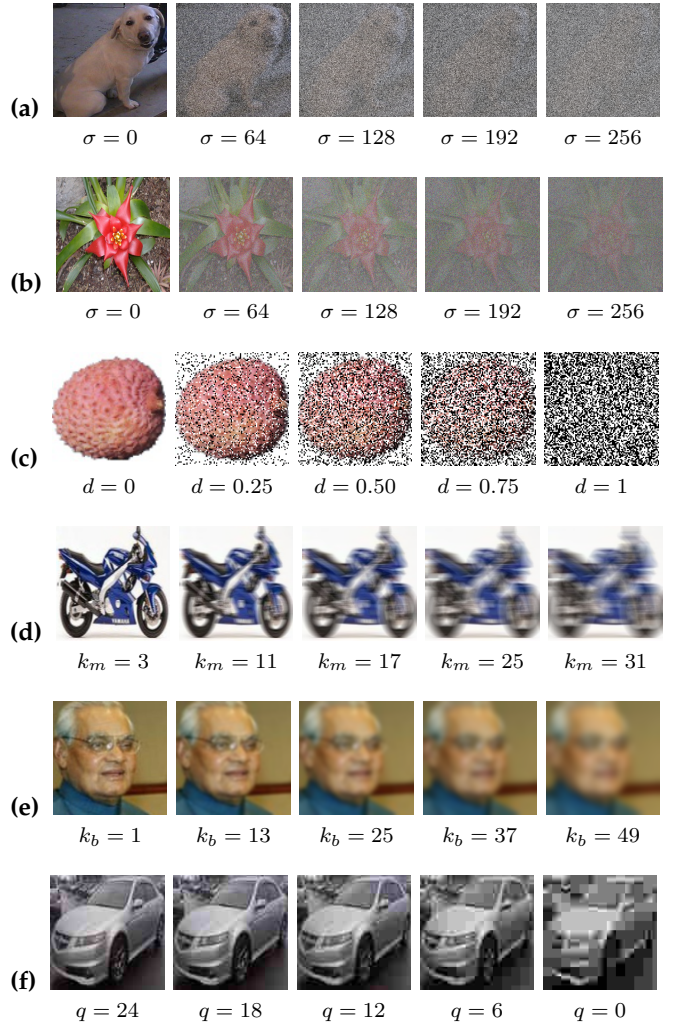 (a)
σ = 0 σ = 64 σ = 128 σ = 192 σ = 256
(b)
σ = 0 σ = 64 σ = 128 σ = 192 σ = 256
(c)
d = 0 d = 0.25 d = 0.50 d = 0.75 d = 1
(d)
YAMAHA
k_m = 3 k_m = 11 k_m = 17 k_m = 25 k_m = 31
(e)
k_b = 1 k_b = 13 k_b = 25 k_b = 37 k_b = 49
(f)
q = 24 q = 18 q = 12 q = 6 q = 0